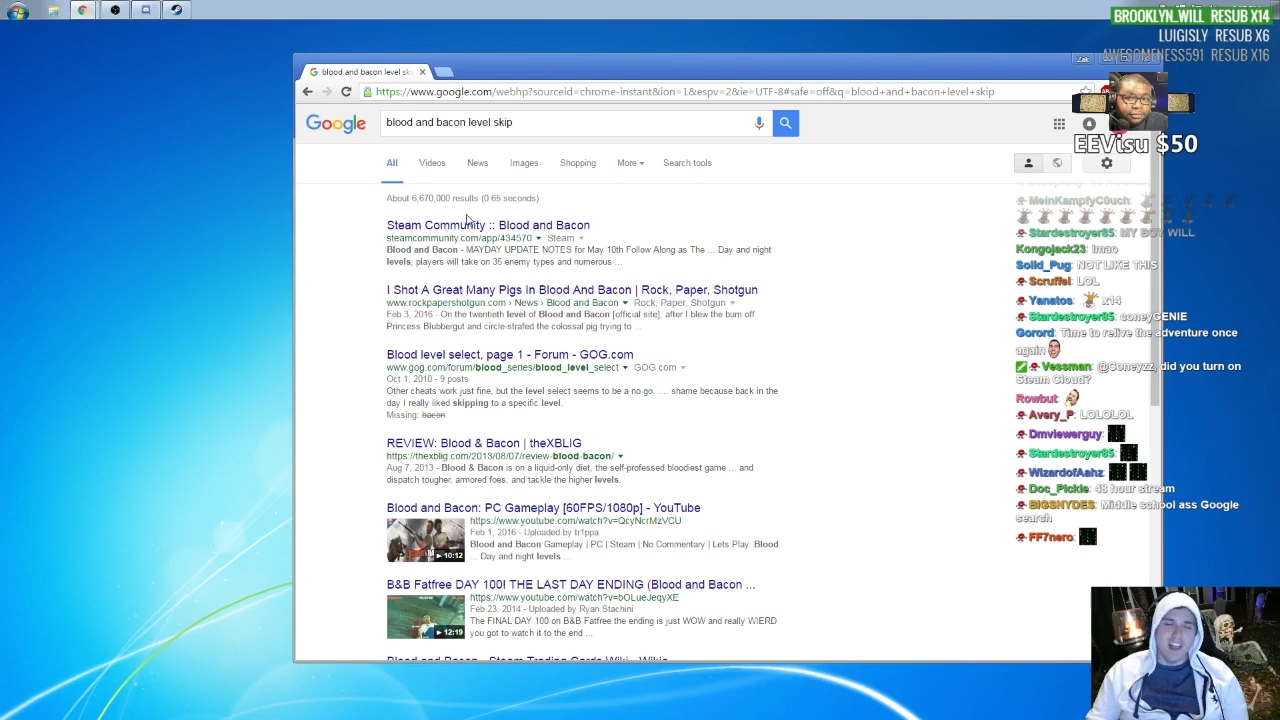 BROOKLYN_WILL RESUB X14
LUIGISLY RESUB X6
AWESOMENESS591 RESUB X16
EEVisu $50
blood and bacon level sk
Zak
https://www.google.com/webhp?sourceid=chrome-instant&ion=1&espv=2&ie=UTF-8#safe=off&q=blood+and+bacon+level+skip
Google
blood and bacon level skip
All Videos News Images Shopping More Search tools
About 6,670,000 results (0.65 seconds)
Steam Community :: Blood and Bacon
steamcommunity.com/app/434570 Steam
Blood and Bacon - MAYDAY UPDATE NOTES for May 10th Follow Along as The ... Day and night
levels, players will take on 35 enemy types and numerous ...
I Shot A Great Many Pigs In Blood And Bacon | Rock, Paper, Shotgun
www.rockpapershotgun.com › News › Blood and Bacon Rock, Paper, Shotgun
Feb 3, 2016 - On the twentieth level of Blood and Bacon [official site], after I blew the bum off
Princess Blubbergut and circle-strafed the colossal pig trying to ...
Blood level select, page 1 - Forum - GOG.com
www.gog.com/forum/blood_series/blood_level_select GOG.com
Oct 1, 2010 - 9 posts
Other cheats work just fine, but the level select seems to be a no go. .... shame because back in the
day I really liked skipping to a specific level.
Missing: bacon
REVIEW: Blood & Bacon | theXBLIG
https://thexblig.com/2013/08/07/review-blood-bacon/
Aug 7, 2013 - Blood & Bacon is on a liquid-only diet, the self-professed bloodiest game ... and
dispatch tougher, armored foes, and tackle the higher levels.
Blood and Bacon: PC Gameplay [60FPS/1080p] - YouTube
https://www.youtube.com/watch?v=QcyNcrMzVCU
Feb 1, 2016 - Uploaded by Ir1ppa
Blood and Bacon Gameplay | PC | Steam | No Commentary | Lets Play. Blood
... Day and night levels ...
10:12
B&B Fatfree DAY 100! THE LAST DAY ENDING (Blood and Bacon ...
https://www.youtube.com/watch?v=bOLueJeqyXE
Feb 23, 2014 - Uploaded by Ryan Stachini
The FINAL DAY 100 on B&B Fatfree the ending is just WOW and really WIERD
you got to watch it to the end ...
12:19
Blood and Bacon - Steam Trading Cards Wiki - Wikia
MeinKampfyC0uch:
Stardestroyer85: MY BOY WILL
Kongojack23: lmao
Solid_Pug: NOT LIKE THIS
Scruffel: LOL
Yanatos: x14
Stardestroyer85: coneyGENIE
Gorord: Time to relive the adventure once
again
Vessman: @Coneyzz, did you turn on
Steam Cloud?
Rowbut:
Avery_P: LOLOLOL
Dmviewerguy:
Stardestroyer85:
WizardofAahz:
Doc_Pickle: 48 hour stream
BIGSNYDES: Middle school ass Google
search
FF7nero: